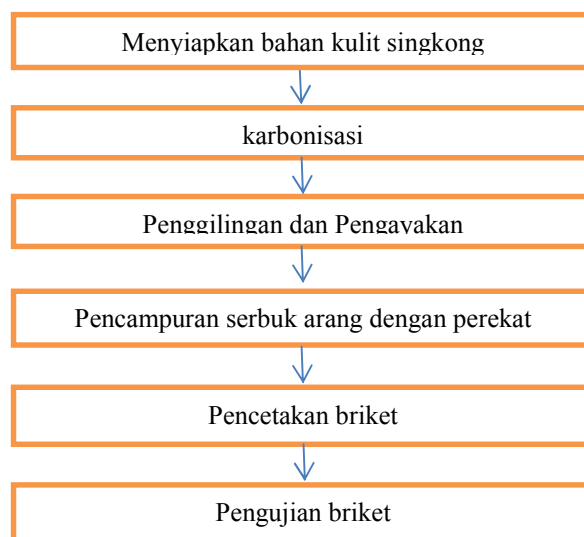 Menyiapkan bahan kulit singkong
karbonisasi
Penggilingan dan Pengayakan
Pencampuran serbuk arang dengan perekat
Pencetakan briket
Pengujian briket